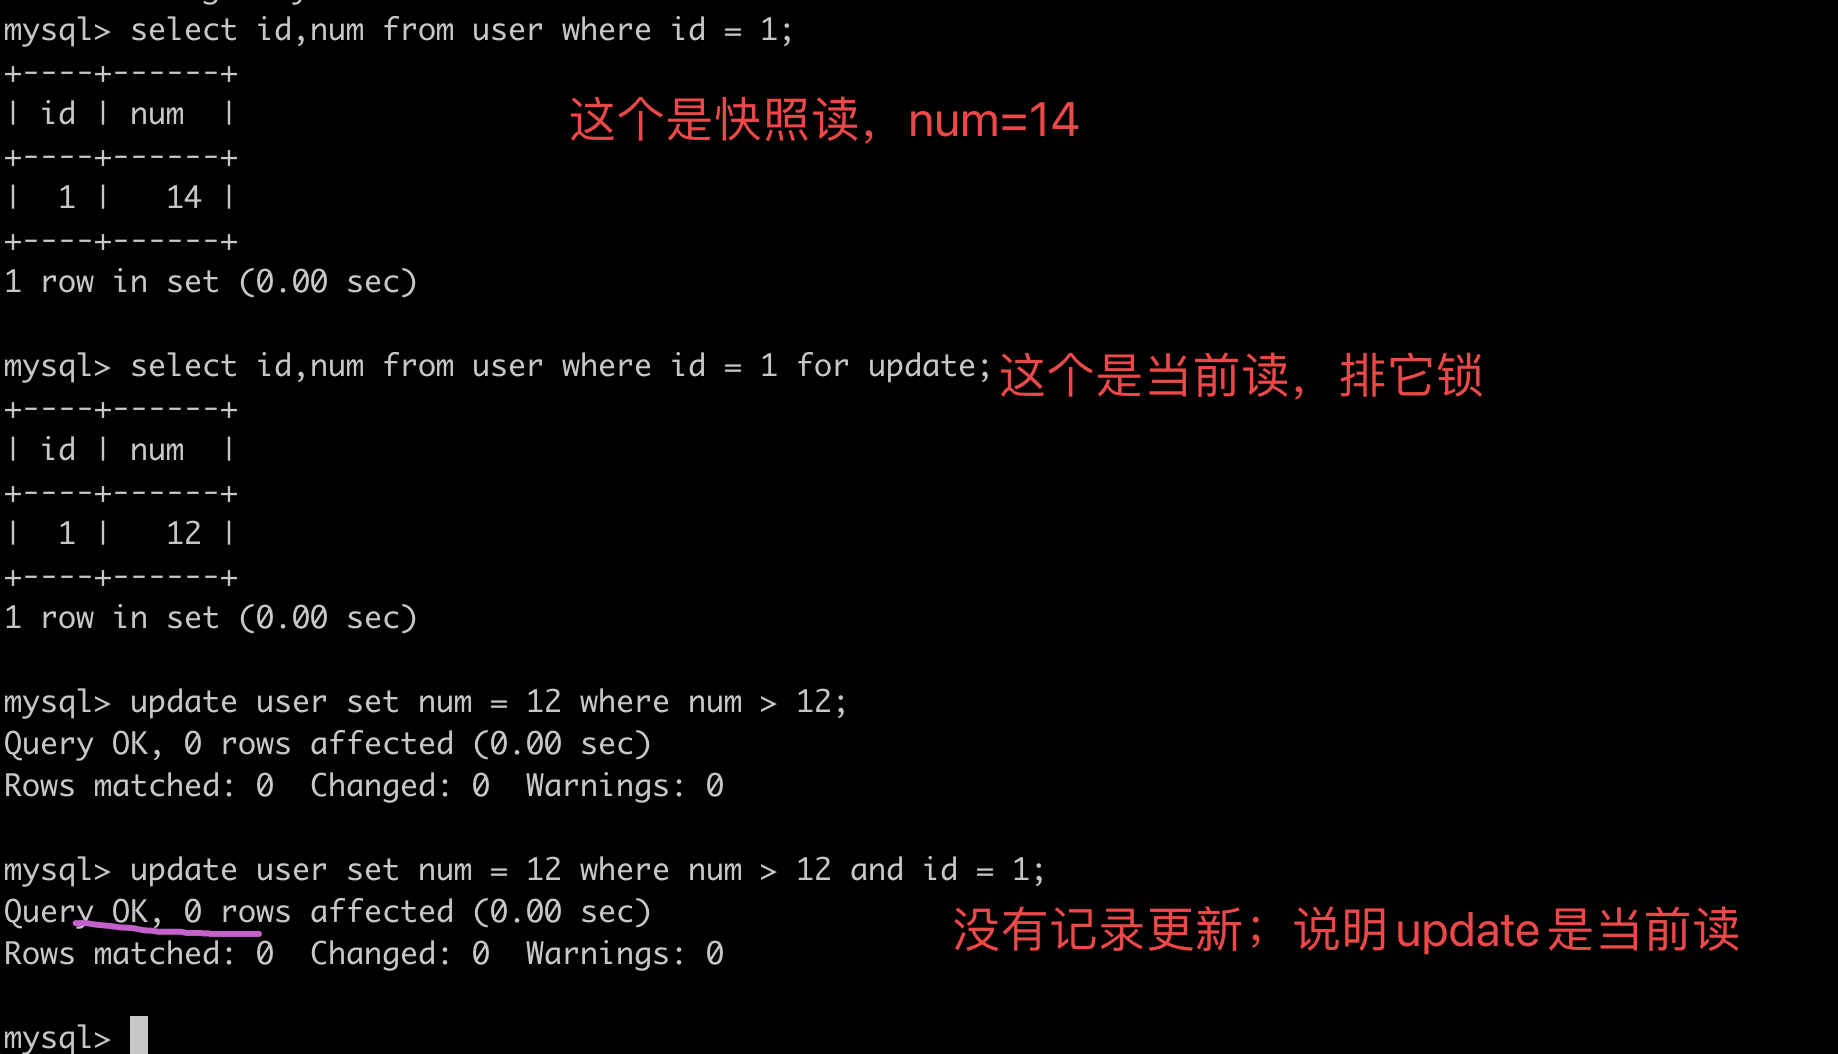 mysql> select id,num from user where id = 1;
+----+------+
| id | num  |
这个是快照读，num=14
+----+------+
|  1 |   14 |
+----+------+
1 row in set (0.00 sec)
mysql> select id,num from user where id = 1 for update; 这个是当前读，排它锁
+----+------+
| id | num  |
+----+------+
|  1 |   12 |
+----+------+
1 row in set (0.00 sec)
mysql> update user set num = 12 where num > 12;
Query OK, 0 rows affected (0.00 sec)
Rows matched: 0  Changed: 0  Warnings: 0
mysql> update user set num = 12 where num > 12 and id = 1;
Query OK, 0 rows affected (0.00 sec)
没有记录更新；说明update是当前读
Rows matched: 0  Changed: 0  Warnings: 0
mysql>